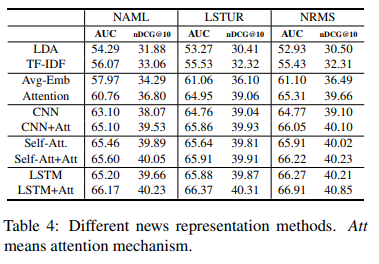 NAML LSTUR NRMS
AUC nDCG@10 AUC nDCG@10 AUC nDCG@10
LDA 54.29 31.88 53.27 30.41 52.93 30.50
TF-IDF 56.07 33.06 55.53 32.32 55.43 32.31
Avg-Emb 57.97 34.29 61.06 36.10 61.10 36.49
Attention 60.76 36.80 64.95 39.06 65.31 39.66
CNN 63.10 38.07 64.76 39.04 64.77 39.10
CNN+Att 65.10 39.53 65.86 39.93 66.05 40.10
Self-Att. 65.46 39.89 65.64 39.81 65.91 40.02
Self-Att+Att 65.60 40.05 65.91 39.91 66.22 40.23
LSTM 65.20 39.66 65.88 39.87 66.27 40.21
LSTM+Att 66.17 40.23 66.37 40.31 66.91 40.85
Table 4: Different news representation methods. Att
means attention mechanism.